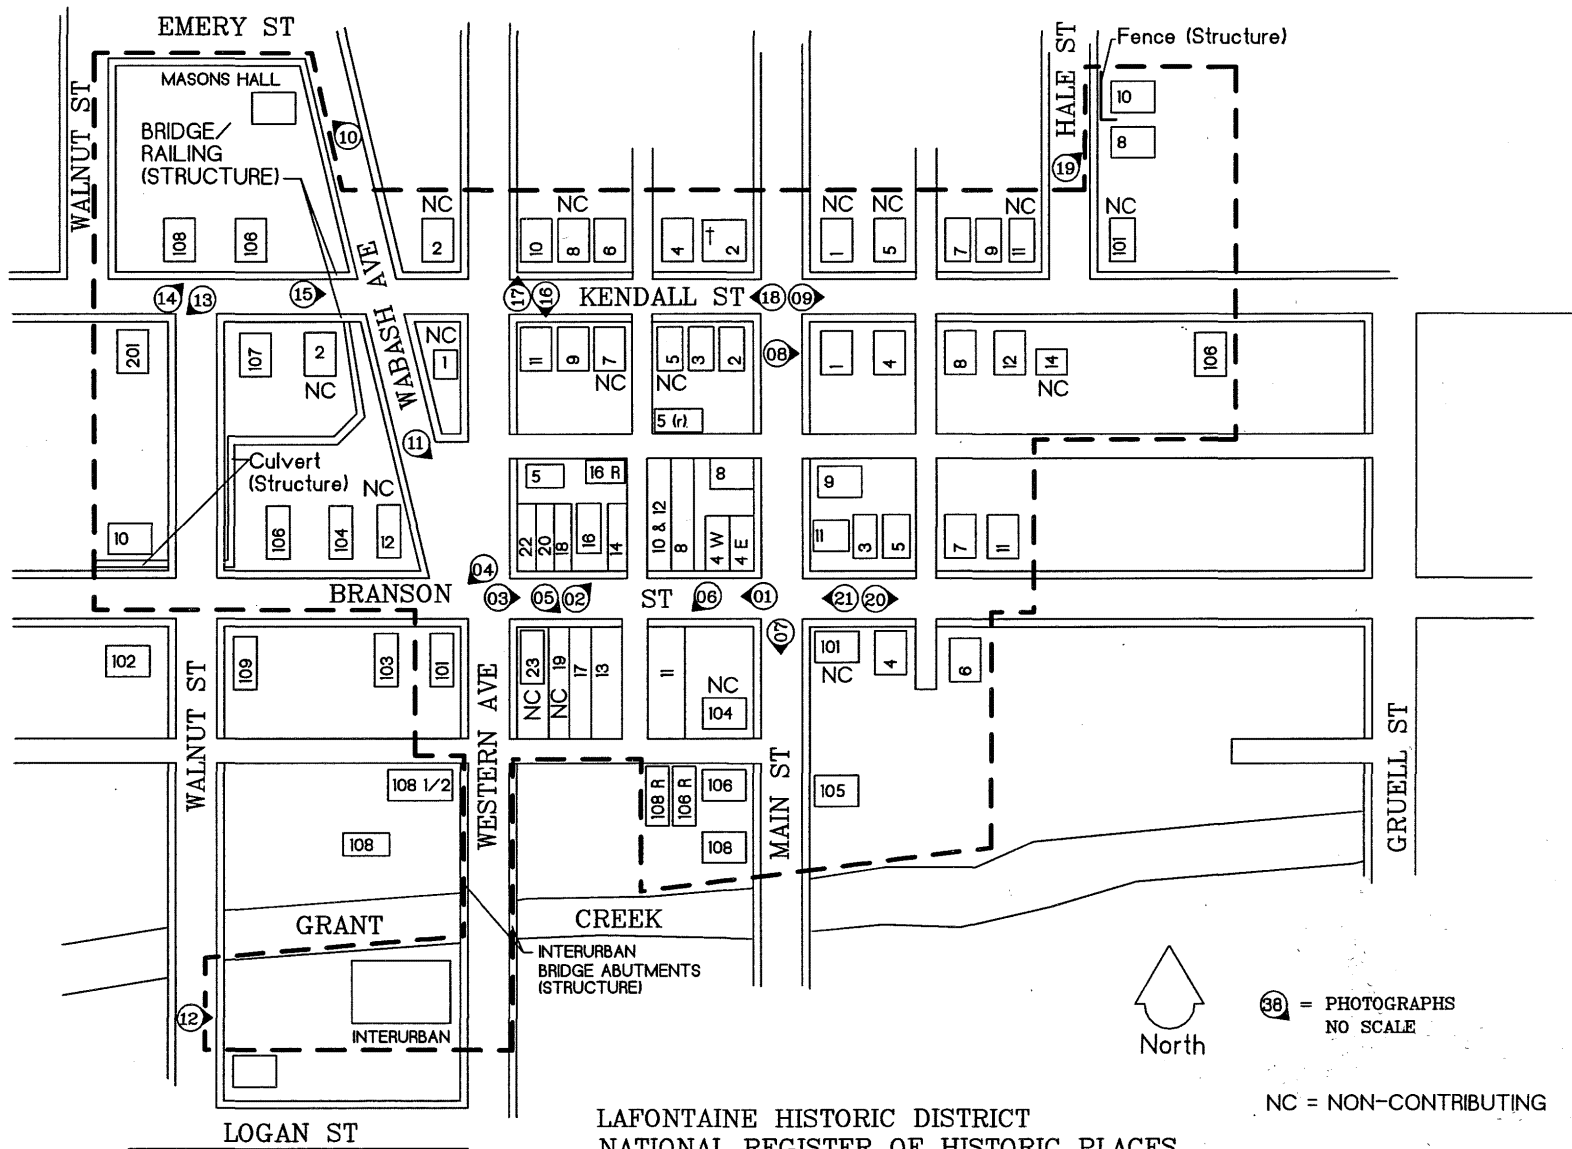 EMERY ST
WALNUT ST
MASONS HALL
BRIDGE/
RAILING
(STRUCTURE)
10
HALE ST
Fence (Structure)
10
8
19
108
106
NC
2
NC
10
8
6
4
† 2
NC
1
NC
5
7
9
NC
11
NC
101
14
13
15
WABASH AVE
17
16
KENDALL ST
18
09
201
107
2
NC
NC
1
11
9
7
NC
5
NC
3
2
5 (r)
08
1
4
8
12
14
NC
106
11
Culvert
(Structure)
10
106
104
NC
12
5
16 R
22
20
18
16
14
10 & 12
8
8
4 W
4 E
9
11
3
5
7
11
BRANSON
ST
04
03
05
02
06
01
21
20
07
102
WALNUT ST
109
103
101
WESTERN AVE
NC 23
NC 19
17
13
11
NC
104
MAIN ST
101
NC
4
6
GRUELL ST
108 1/2
108
108 R
106 R
106
108
105
GRANT
CREEK
INTERURBAN
BRIDGE ABUTMENTS
(STRUCTURE)
12
INTERURBAN
North
38 = PHOTOGRAPHS
NO SCALE
NC = NON-CONTRIBUTING
LOGAN ST
LAFONTAINE HISTORIC DISTRICT
NATIONAL REGISTER OF HISTORIC PLACES